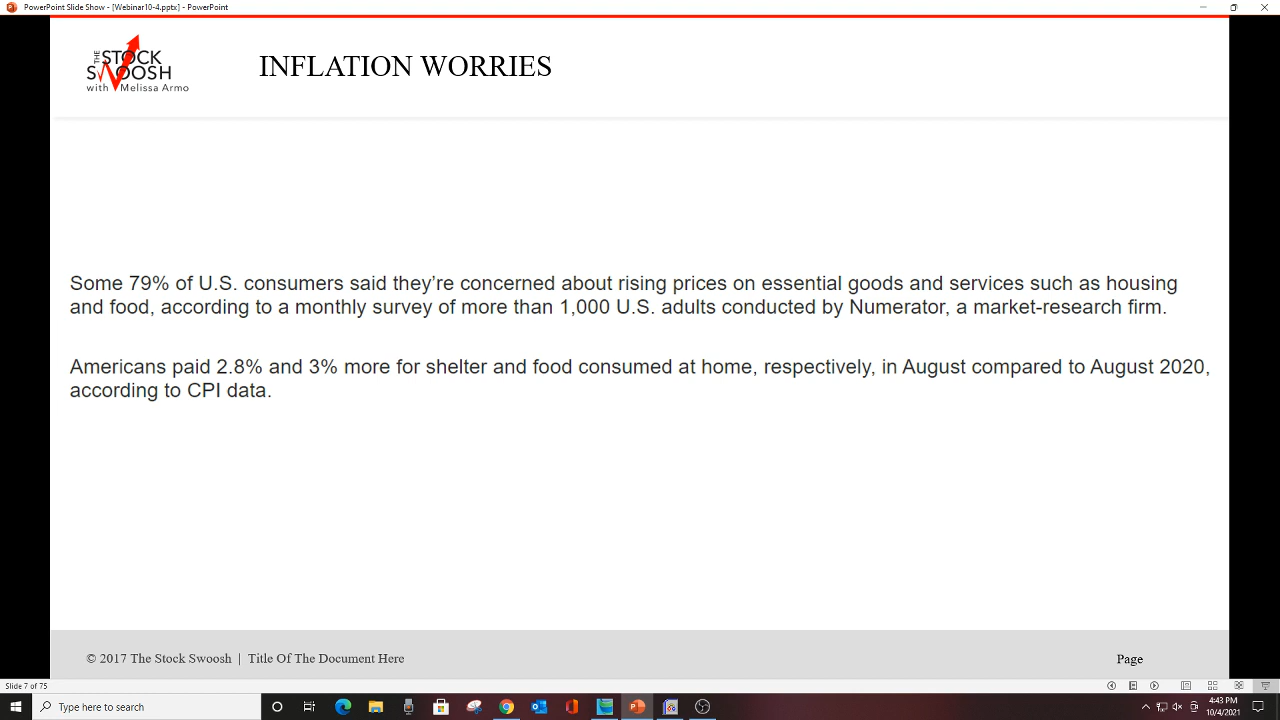 PowerPoint Slide Show - [Webinar10-4.pptx] - PowerPoint
THE
STOCK
SWOOSH
with Melissa Armo
INFLATION WORRIES
Some 79% of U.S. consumers said they’re concerned about rising prices on essential goods and services such as housing
and food, according to a monthly survey of more than 1,000 U.S. adults conducted by Numerator, a market-research firm.
Americans paid 2.8% and 3% more for shelter and food consumed at home, respectively, in August compared to August 2020,
according to CPI data.
© 2017 The Stock Swoosh | Title Of The Document Here
Page
Slide 7 of 75
Type here to search
4:43 PM
10/4/2021